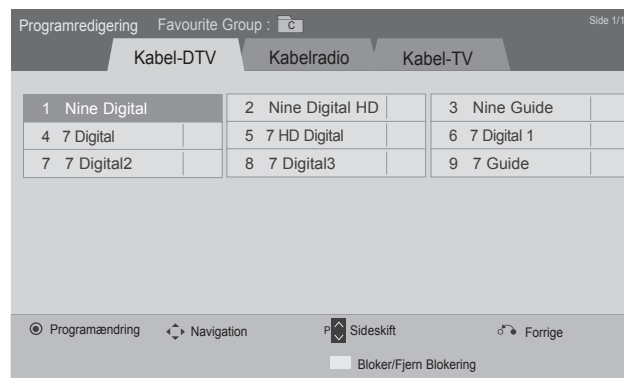 Programredigering Favourite Group : C Side 1/1
Kabel-DTV Kabelradio Kabel-TV
1 Nine Digital 2 Nine Digital HD 3 Nine Guide
4 7 Digital 5 7 HD Digital 6 7 Digital 1
7 7 Digital2 8 7 Digital3 9 7 Guide
Programændring Navigation P Sideskift Forrige
Bloker/Fjern Blokering